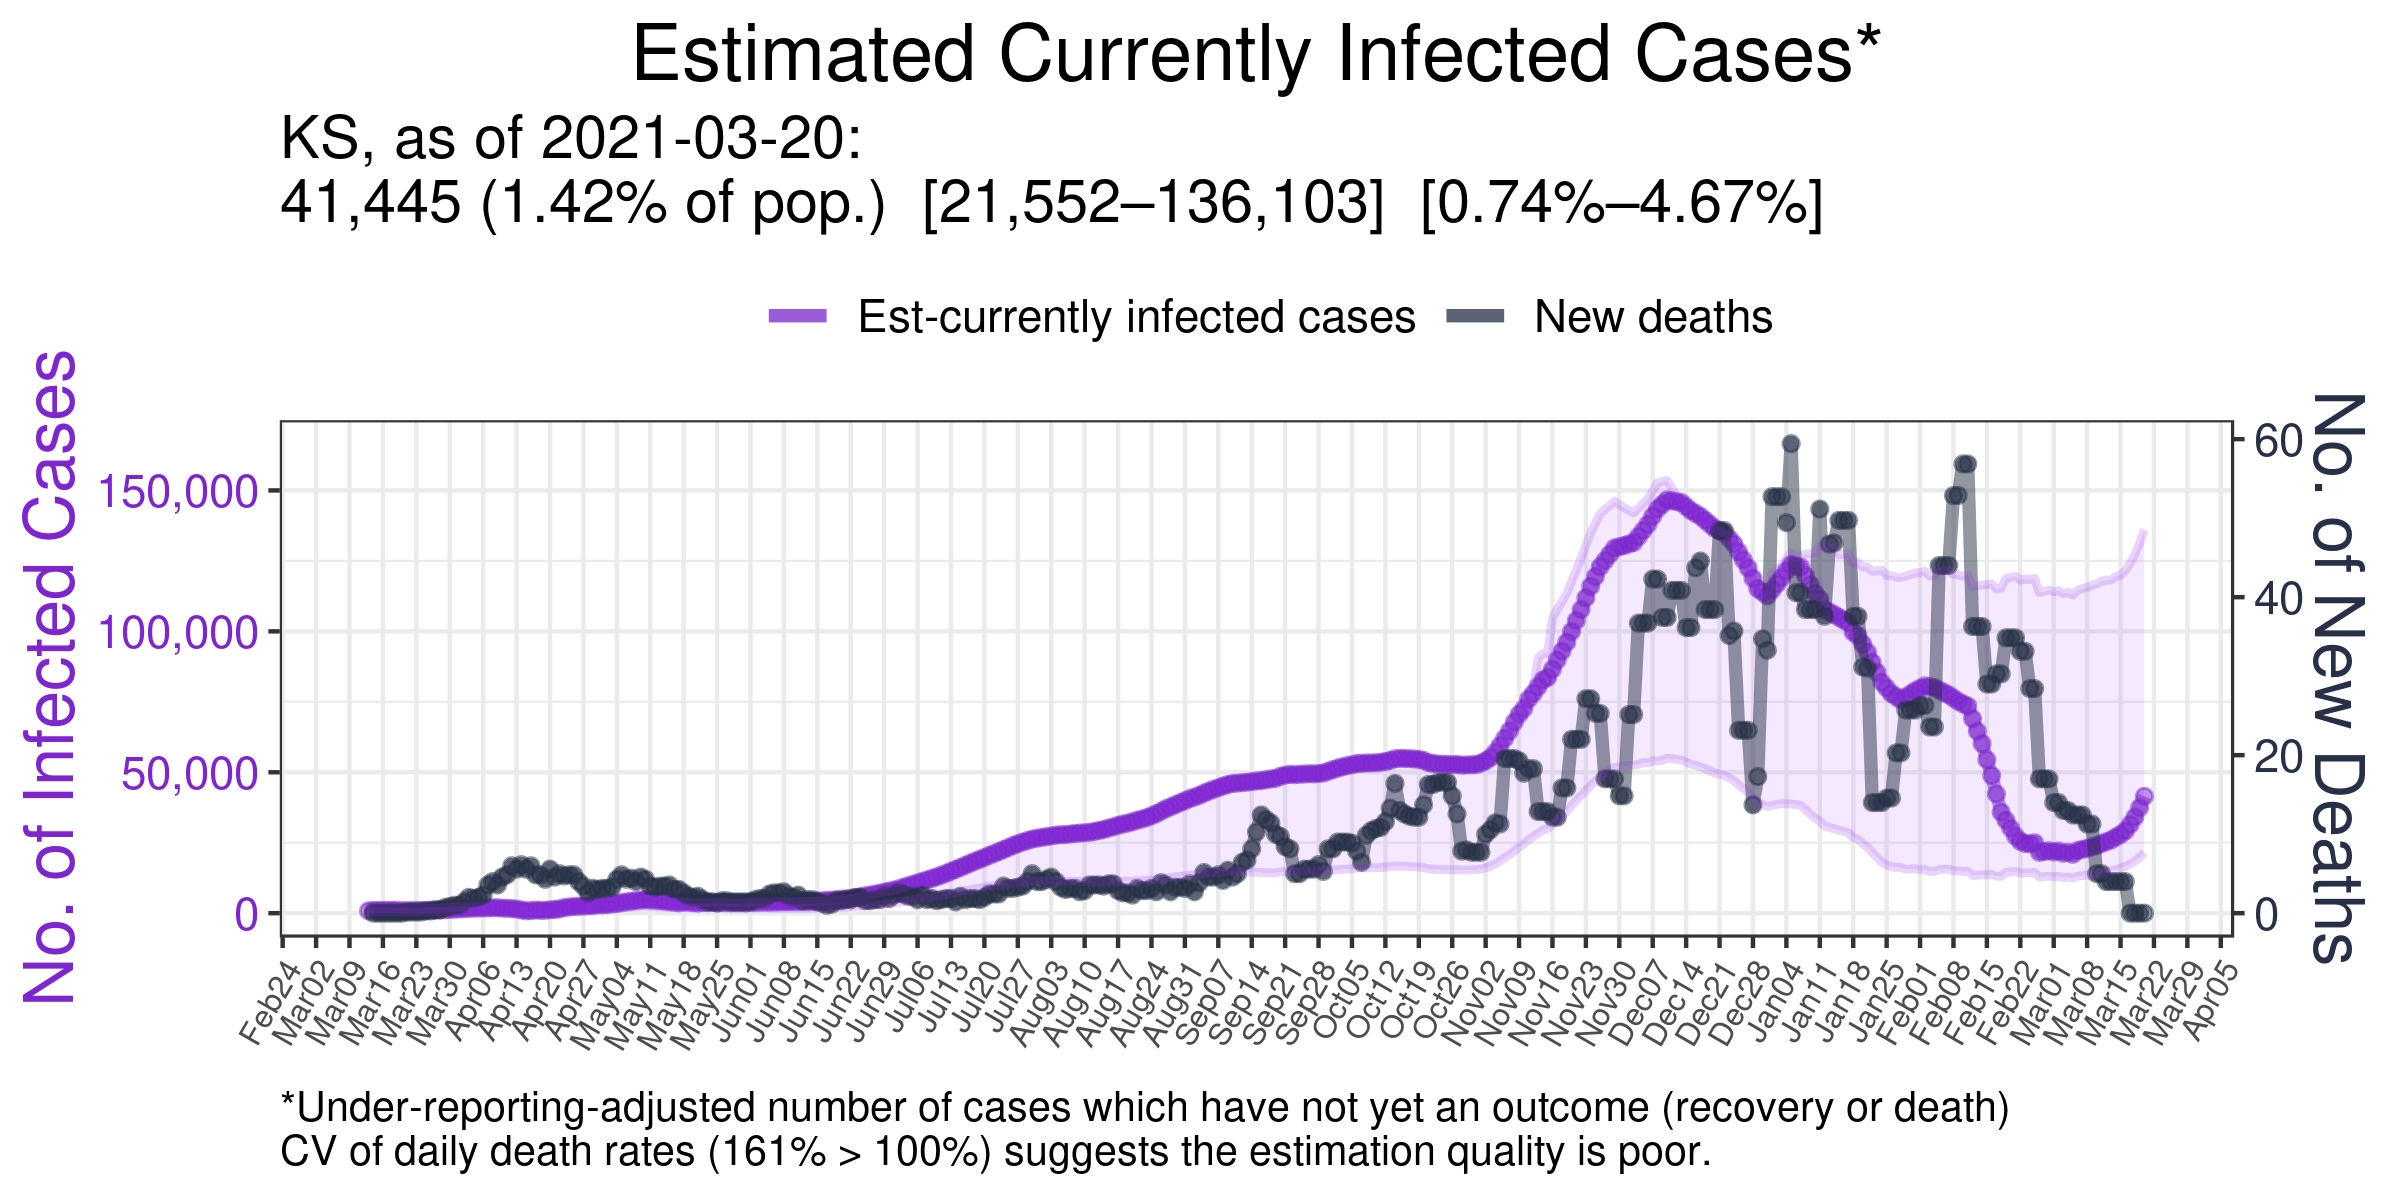 Estimated Currently Infected Cases*
KS, as of 2021-03-20:
41,445 (1.42% of pop.) [21,552–136,103] [0.74%–4.67%]
Est-currently infected cases
New deaths
No. of Infected Cases
150,000
100,000
50,000
0
No. of New Deaths
60
40
20
0
Feb24
Mar02
Mar09
Mar16
Mar23
Mar30
Apr06
Apr13
Apr20
Apr27
May04
May11
May18
May25
Jun01
Jun08
Jun15
Jun22
Jun29
Jul06
Jul13
Jul20
Jul27
Aug03
Aug10
Aug17
Aug24
Aug31
Sep07
Sep14
Sep21
Sep28
Oct05
Oct12
Oct19
Oct26
Nov02
Nov09
Nov16
Nov23
Nov30
Dec07
Dec14
Dec21
Dec28
Jan04
Jan11
Jan18
Jan25
Feb01
Feb08
Feb15
Feb22
Mar01
Mar08
Mar15
Mar22
Mar29
Apr05
*Under-reporting-adjusted number of cases which have not yet an outcome (recovery or death)
CV of daily death rates (161% > 100%) suggests the estimation quality is poor.